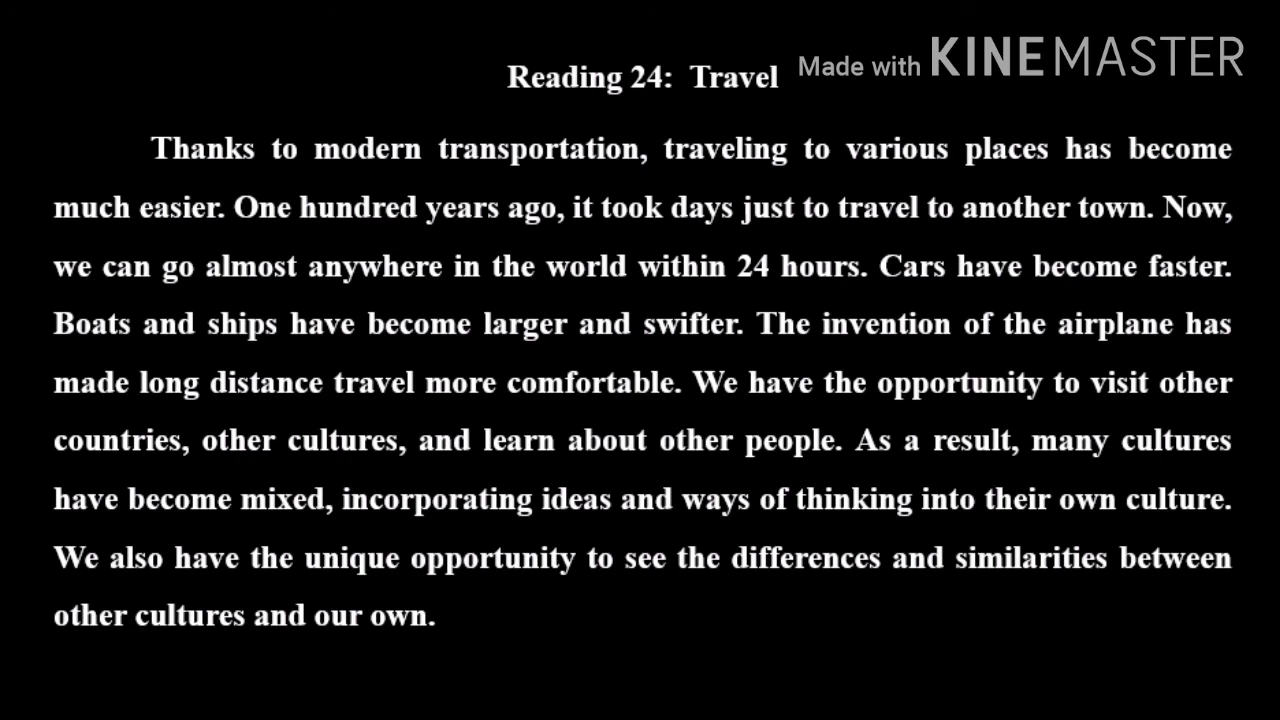 Made with KINEMASTER
Reading 24: Travel
Thanks to modern transportation, traveling to various places has become
much easier. One hundred years ago, it took days just to travel to another town. Now,
we can go almost anywhere in the world within 24 hours. Cars have become faster.
Boats and ships have become larger and swifter. The invention of the airplane has
made long distance travel more comfortable. We have the opportunity to visit other
countries, other cultures, and learn about other people. As a result, many cultures
have become mixed, incorporating ideas and ways of thinking into their own culture.
We also have the unique opportunity to see the differences and similarities between
other cultures and our own.